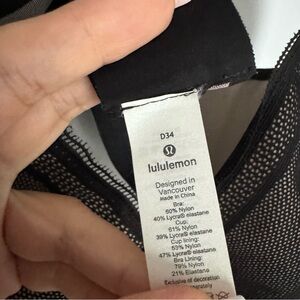 D34
lululemon
Designed in
Vancouver
Made in China
Bra:
60% Nylon
40% Lycra® elastane
Cup:
61% Nylon
39% Lycra® elastane
Cup lining:
53% Nylon
47% Lycra® elastane
Bra Lining:
79% Nylon
21% Elastane
Exclusive of decoration